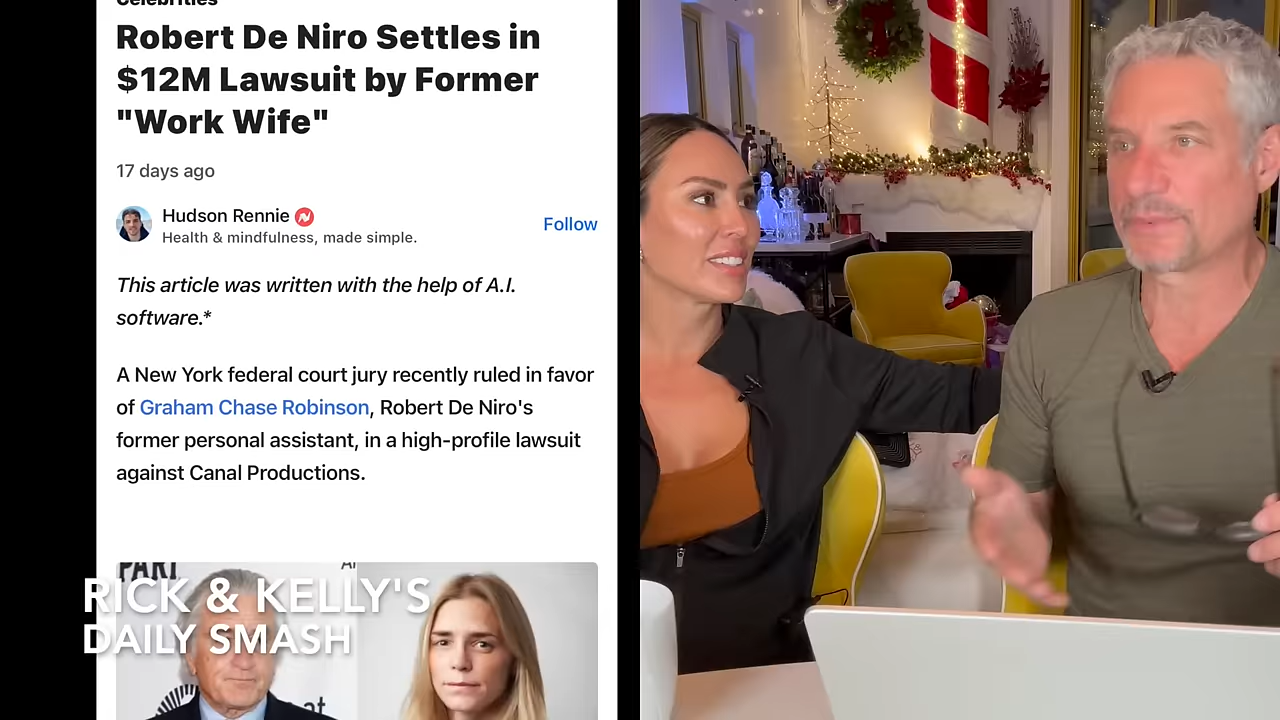 Celebrities
Robert De Niro Settles in
$12M Lawsuit by Former
"Work Wife"
17 days ago
Hudson Rennie
Health & mindfulness, made simple.
Follow
This article was written with the help of A.I.
software.*
A New York federal court jury recently ruled in favor
of Graham Chase Robinson, Robert De Niro's
former personal assistant, in a high-profile lawsuit
against Canal Productions.
RICK & KELLY'S
DAILY SMASH